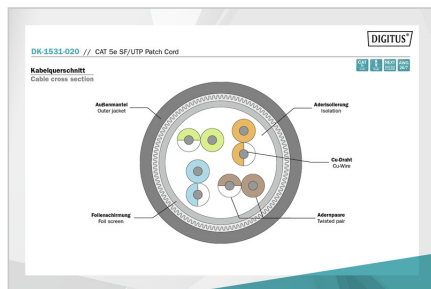 DIGITUS®
DK-1531-020 // CAT 5e SF/UTP Patch Cord
Kabelquerschnitt
Cable cross section
Außenmantel
Outer jacket
Aderisolierung
Isolation
Cu-Draht
Cu-Wire
Folienschirmung
Foil screen
Adernpaare
Twisted pair